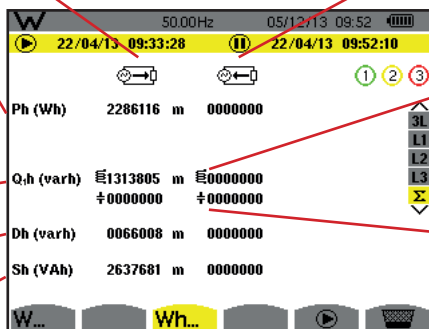 W 50.00Hz 05/12/13 09:52
22/04/13 09:33:28 22/04/13 09:52:10
1 2 3
Ph (Wh) 2286116 m 0000000
3L
L1
L2
Q₁h (varh) 1313805 m 0000000
L3
0000000 0000000
Σ
Dh (varh) 0066008 m 0000000
Sh (VAh) 2637681 m 0000000
W... Wh...